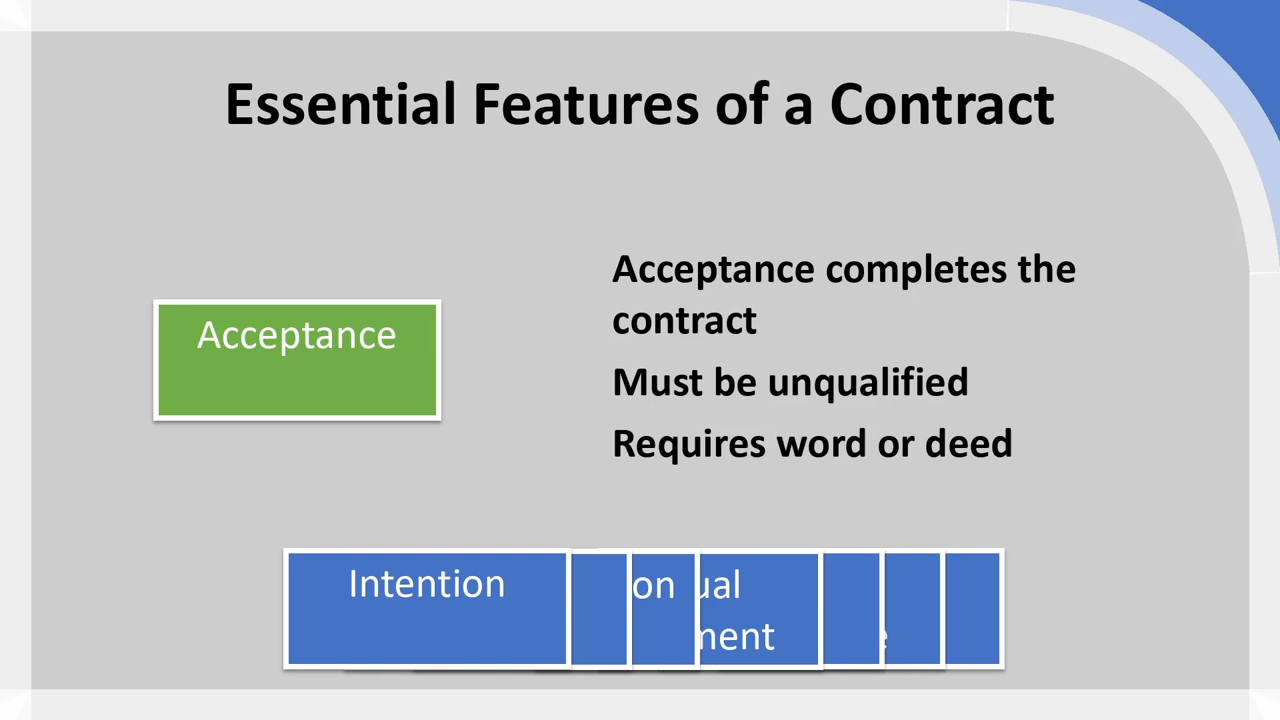 Essential Features of a Contract
Acceptance completes the
contract
Acceptance
Must be unqualified
Requires word or deed
Intention